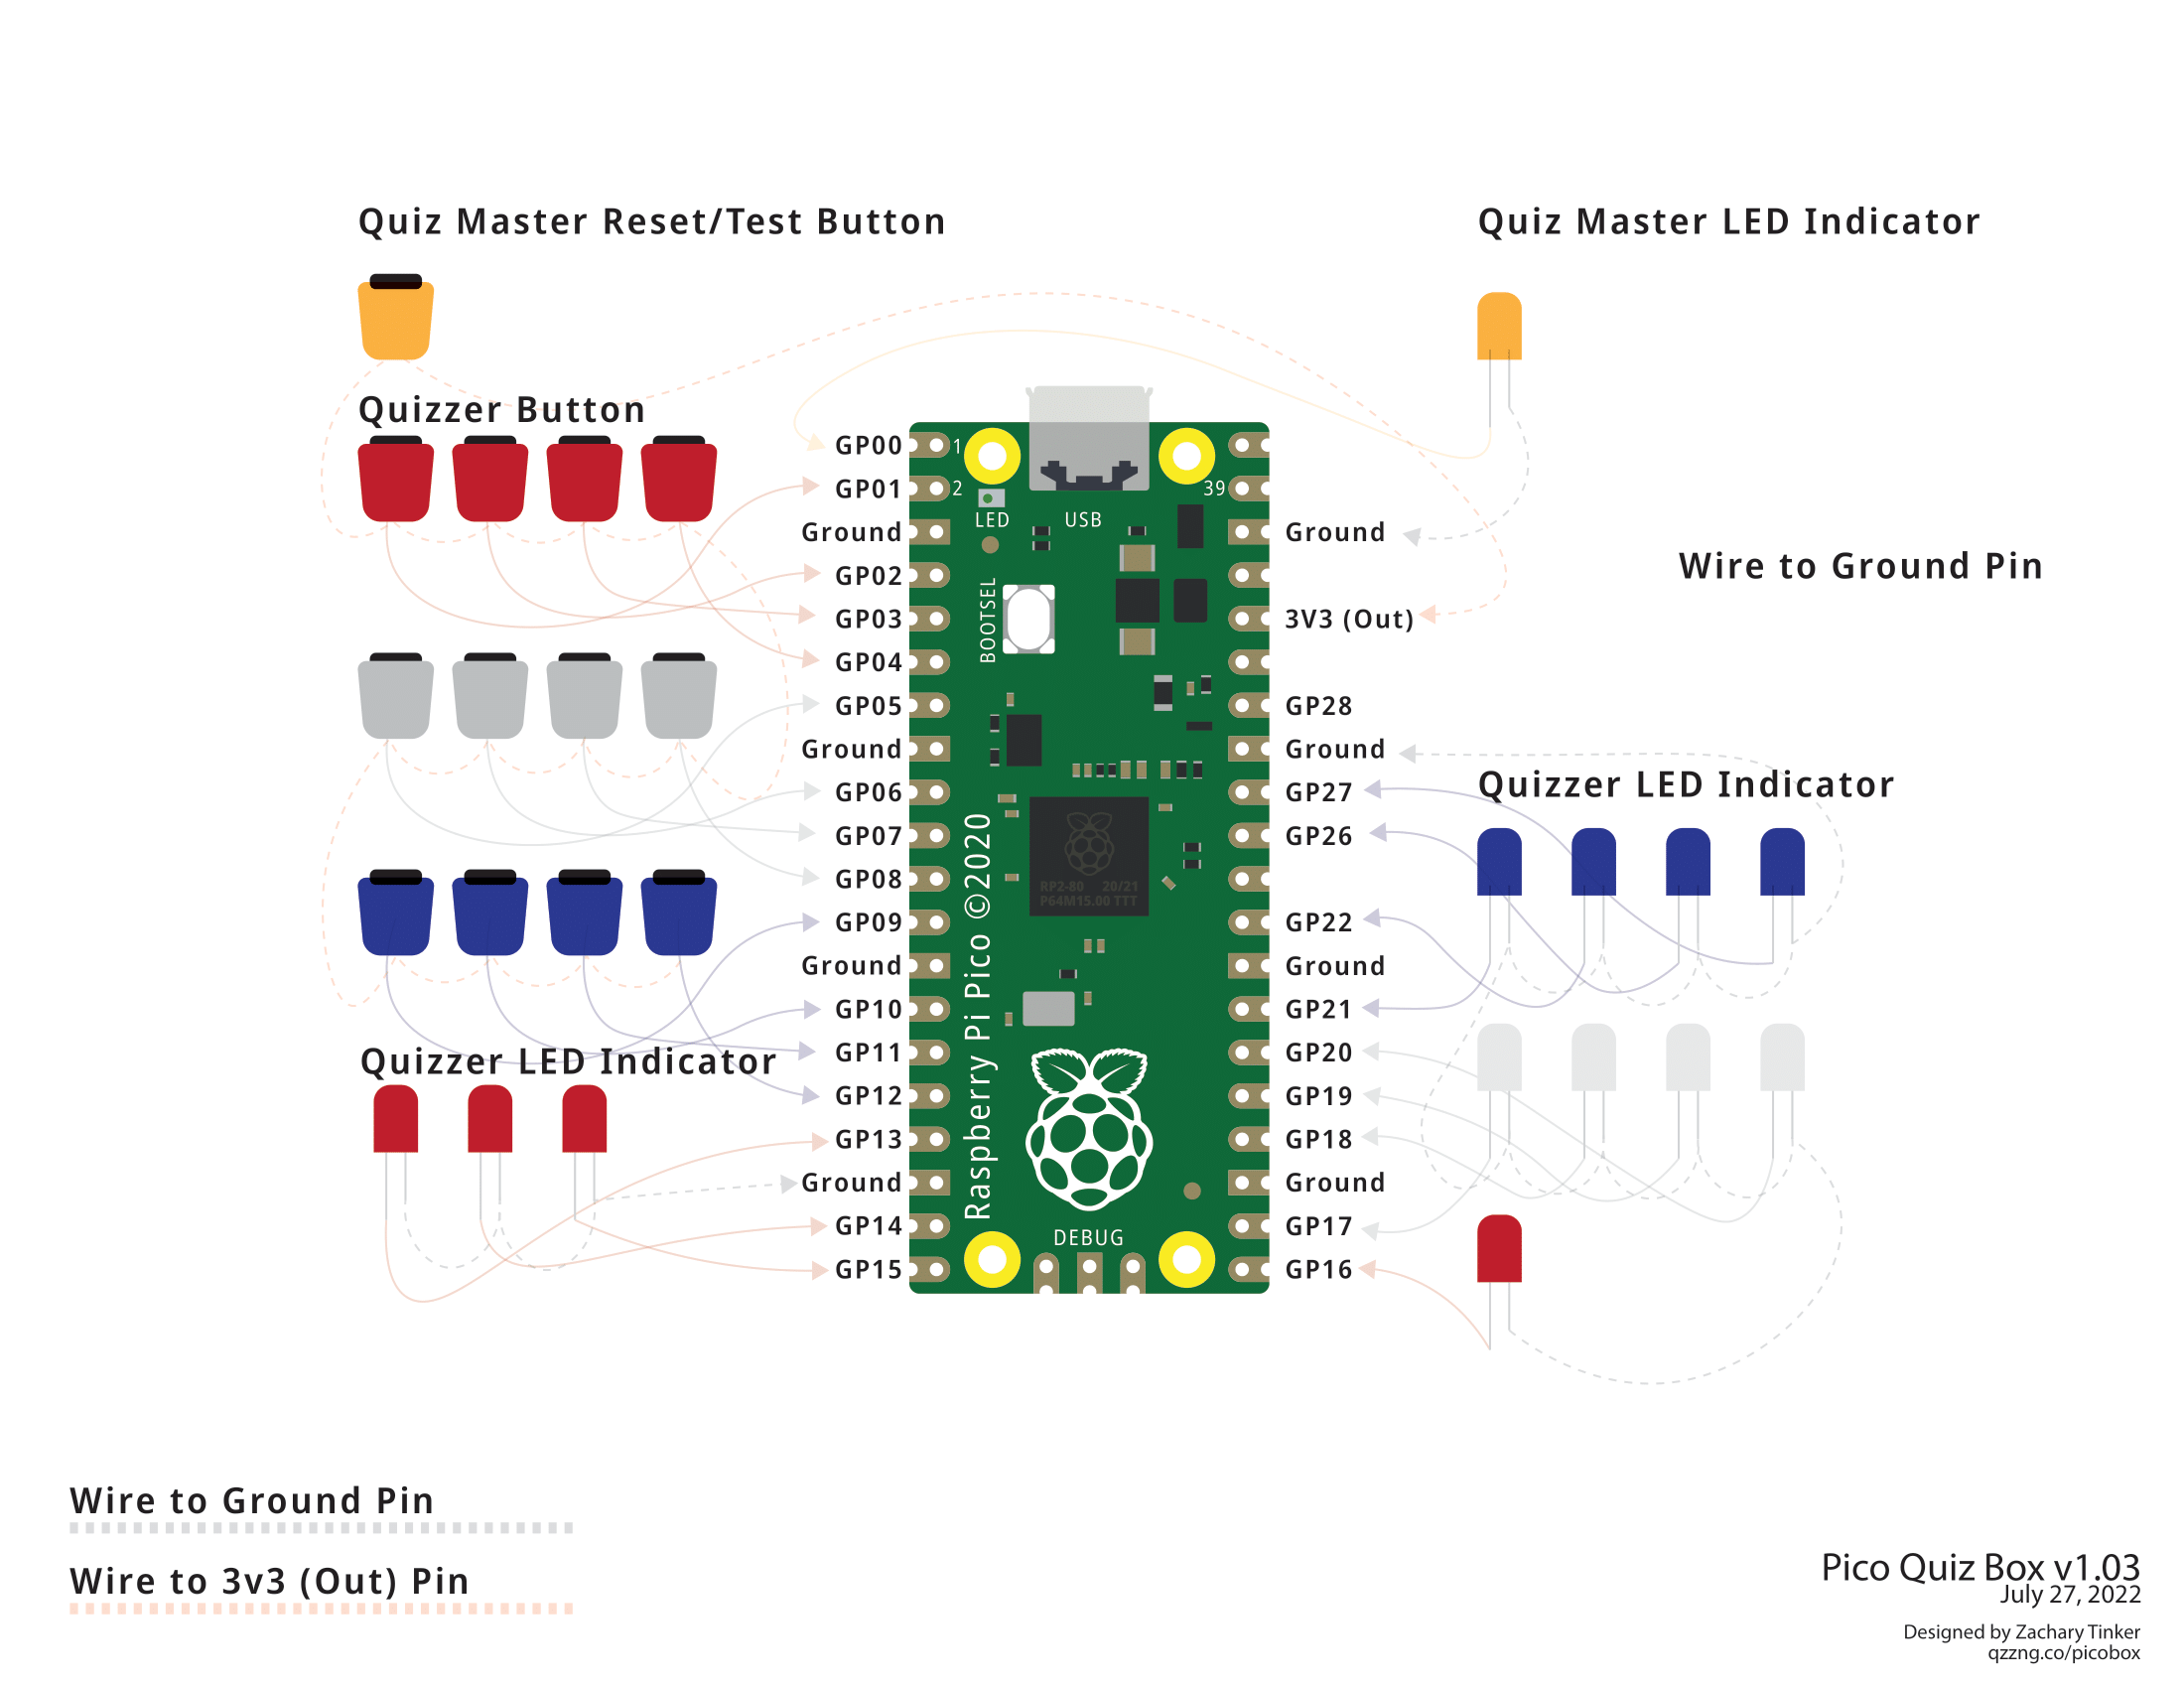 Quiz Master Reset/Test Button
Quiz Master LED Indicator
Quizzer Button
GP00
1
GP01
2
39
Ground
LED
USB
Ground
Wire to Ground Pin
GP02
BOOTSEL
GP03
3V3 (Out)
GP04
GP05
GP28
Ground
Ground
GP06
GP27
Quizzer LED Indicator
GP07
GP26
GP08
RP2-80 20/21
P64M15.00 TTT
GP09
GP22
Ground
Ground
GP10
GP21
Raspberry Pi Pico ©2020
GP11
GP20
Quizzer LED Indicator
GP12
GP19
GP13
GP18
Ground
Ground
GP14
GP17
DEBUG
GP15
GP16
Wire to Ground Pin
Wire to 3v3 (Out) Pin
Pico Quiz Box v1.03
July 27, 2022
Designed by Zachary Tinker
qzzng.co/picobox